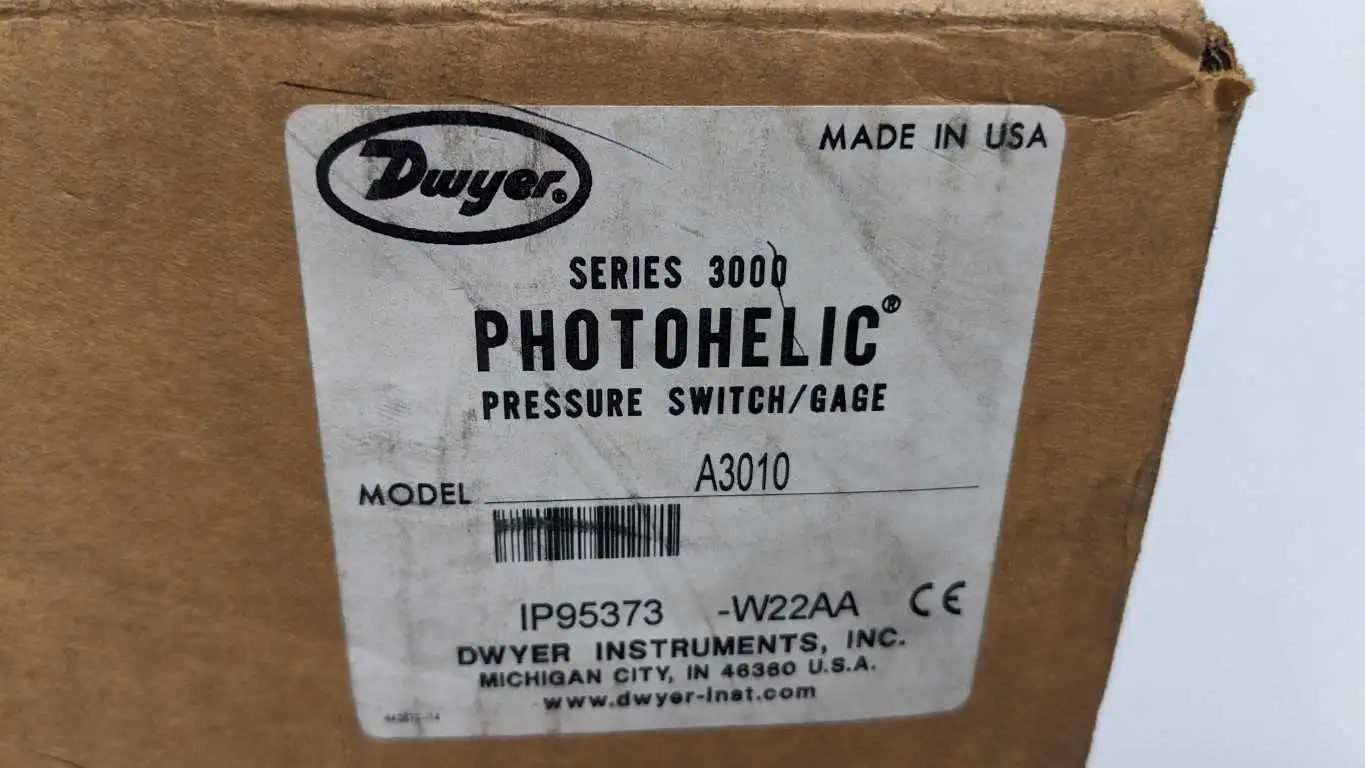 Dwyer®
MADE IN USA
SERIES 3000
PHOTOHELIC®
PRESSURE SWITCH/GAGE
MODEL A3010
IP95373 -W22AA CE
DWYER INSTRUMENTS, INC.
MICHIGAN CITY, IN 46360 U.S.A.
www.dwyer-inst.com